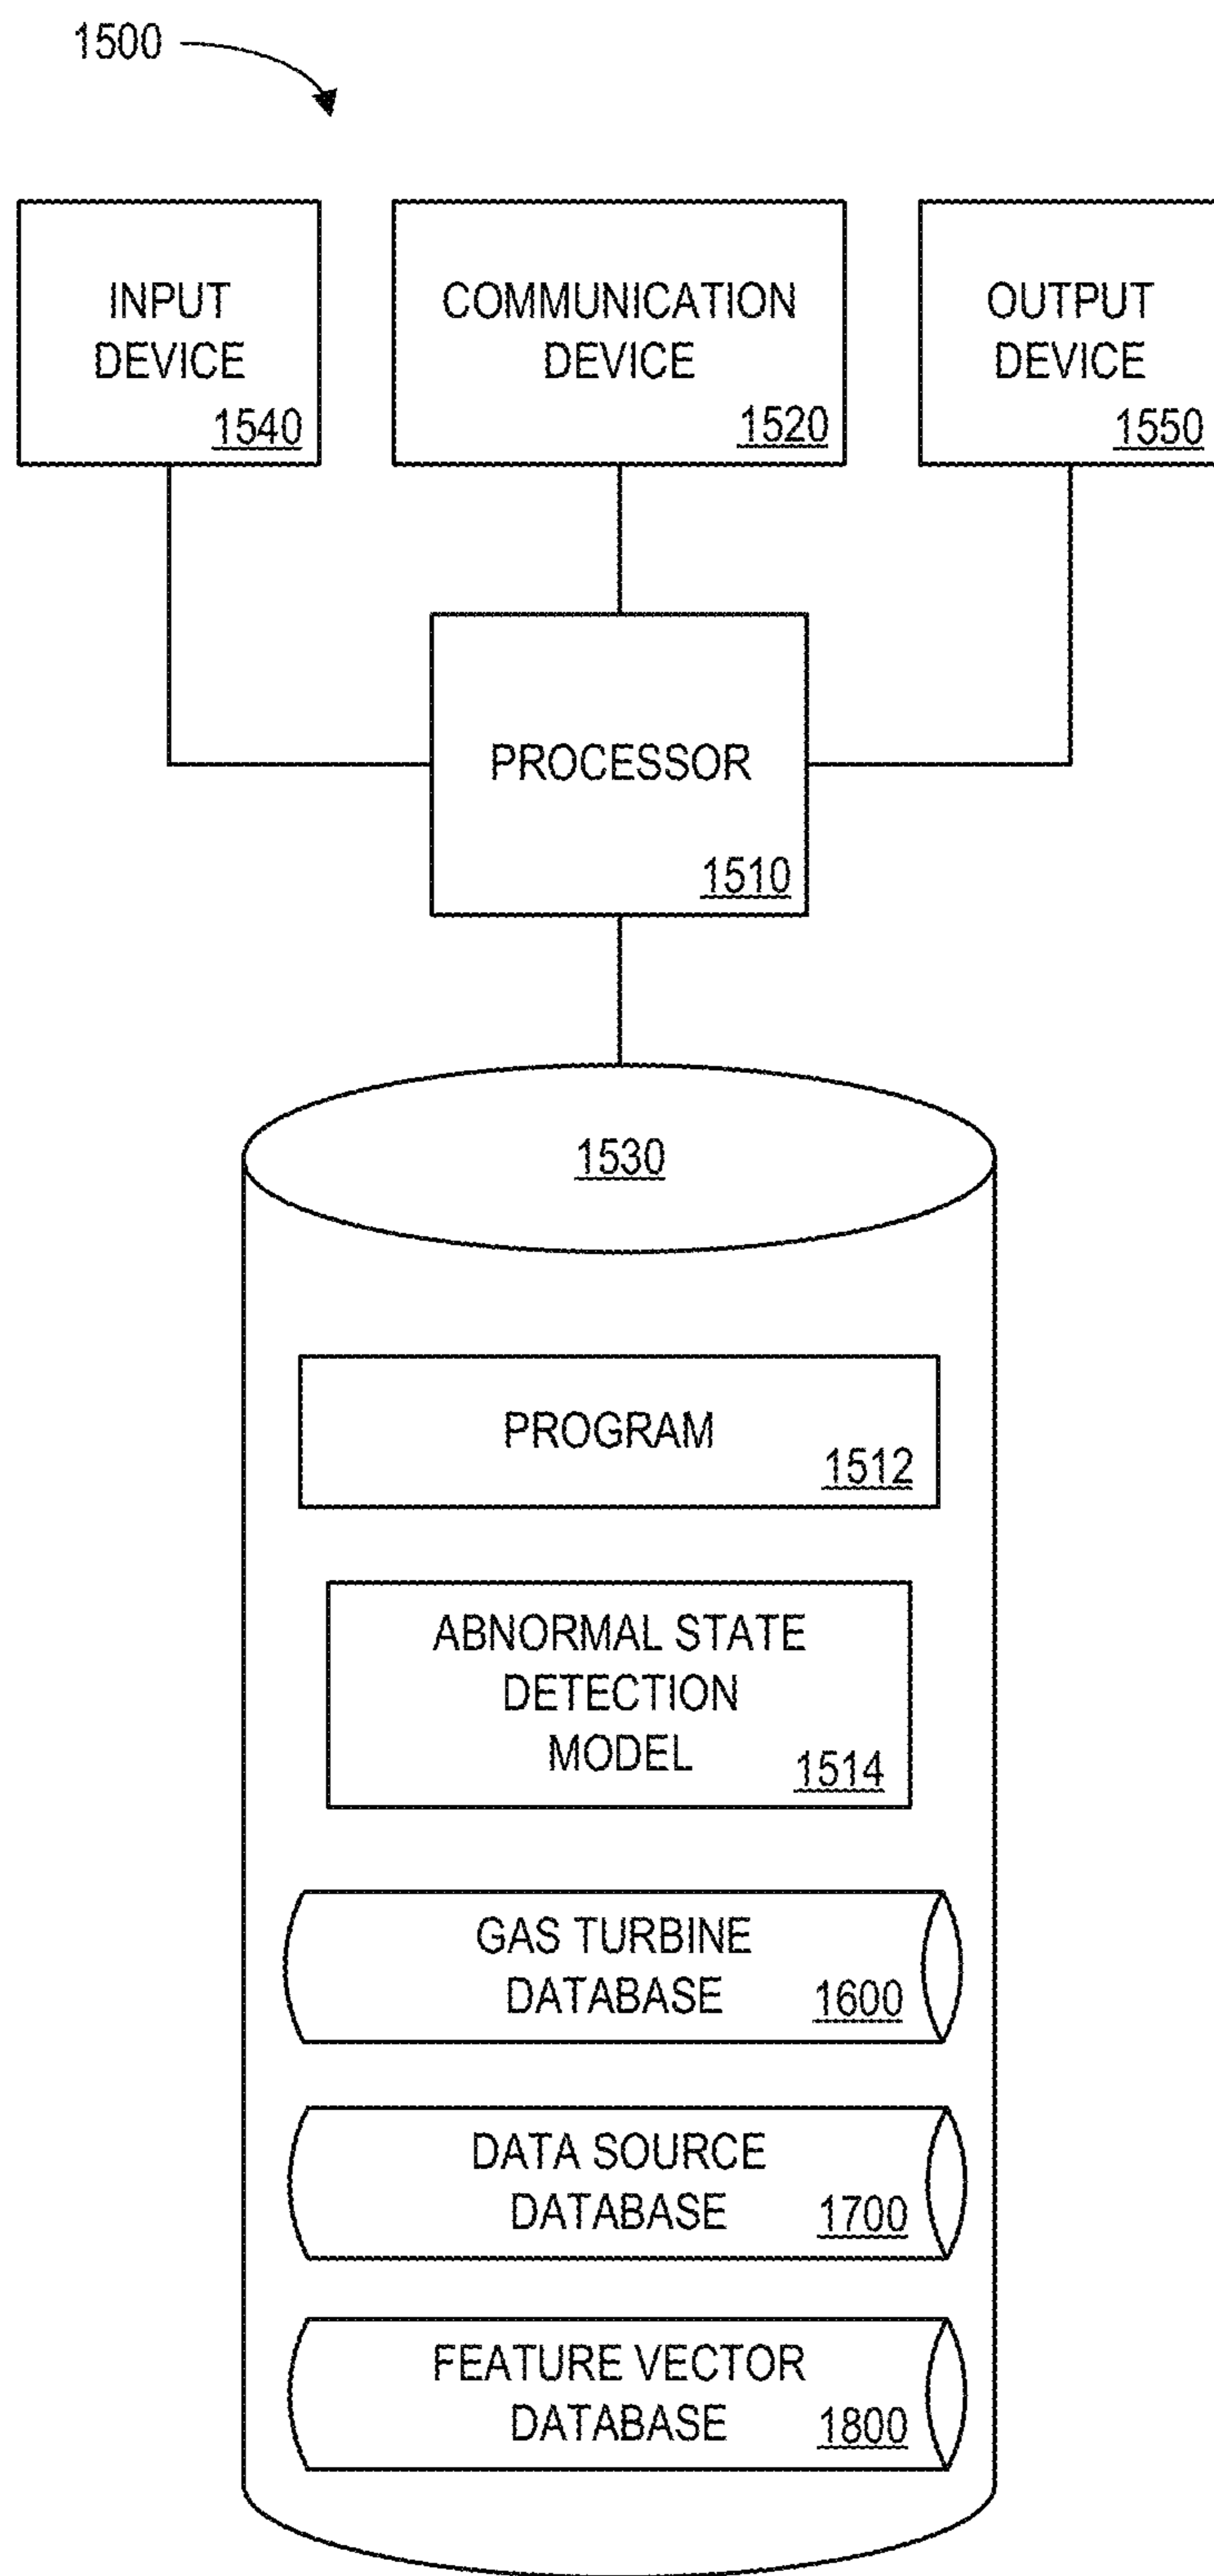 1500
INPUT
DEVICE
1540
COMMUNICATION
DEVICE
1520
OUTPUT
DEVICE
1550
PROCESSOR
1510
1530
PROGRAM
1512
ABNORMAL STATE
DETECTION
MODEL
1514
GAS TURBINE
DATABASE
1600
DATA SOURCE
DATABASE
1700
FEATURE VECTOR
DATABASE
1800